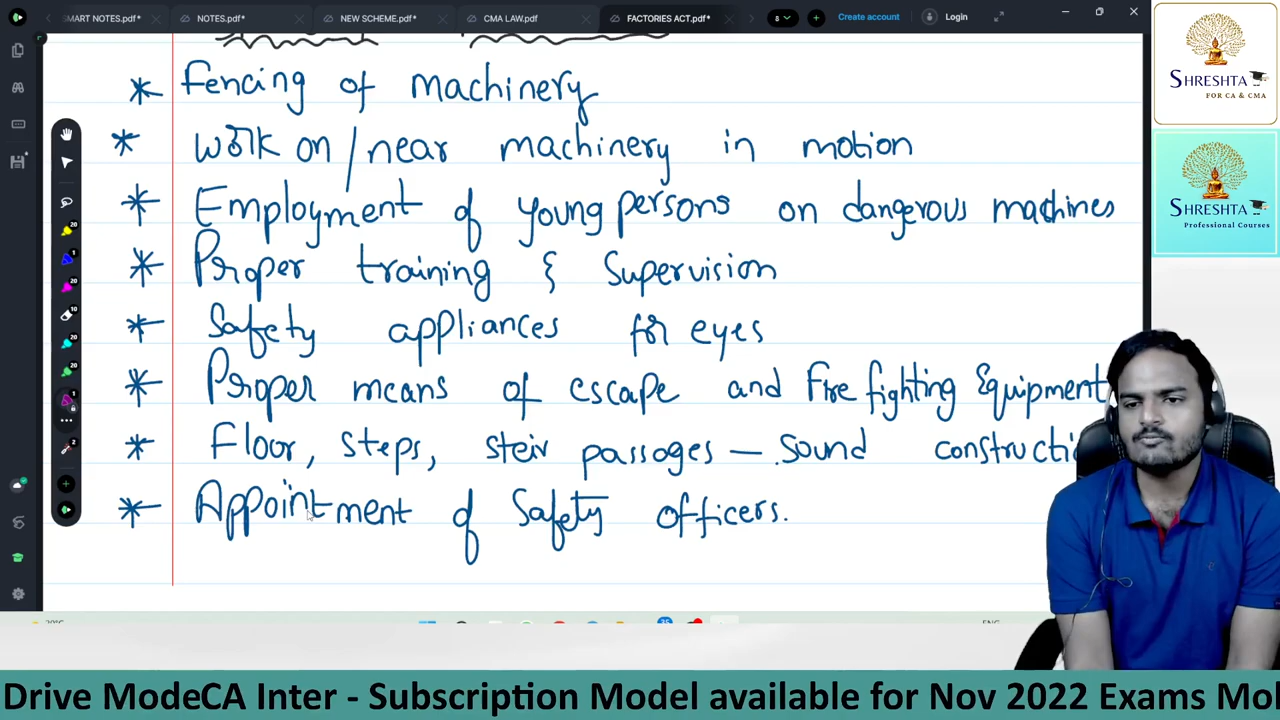 SMART NOTES.pdf*
NOTES.pdf*
NEW SCHEME.pdf*
CMA LAW.pdf
FACTORIES ACT.pdf*
8
Create account
Login
* Fencing of machinery
* Work on / near machinery in motion
* Employment of young persons on dangerous machines
* Proper training & Supervision
* Safety appliances for eyes
* Proper means of escape and Fire fighting Equipment
* Floor, steps, steir passages — Sound constructi
* Appointment of Safety officers.
SHRESHTA
FOR CA & CMA
SHRESHTA
Professional Courses
Drive ModeCA Inter - Subscription Model available for Nov 2022 Exams Mo